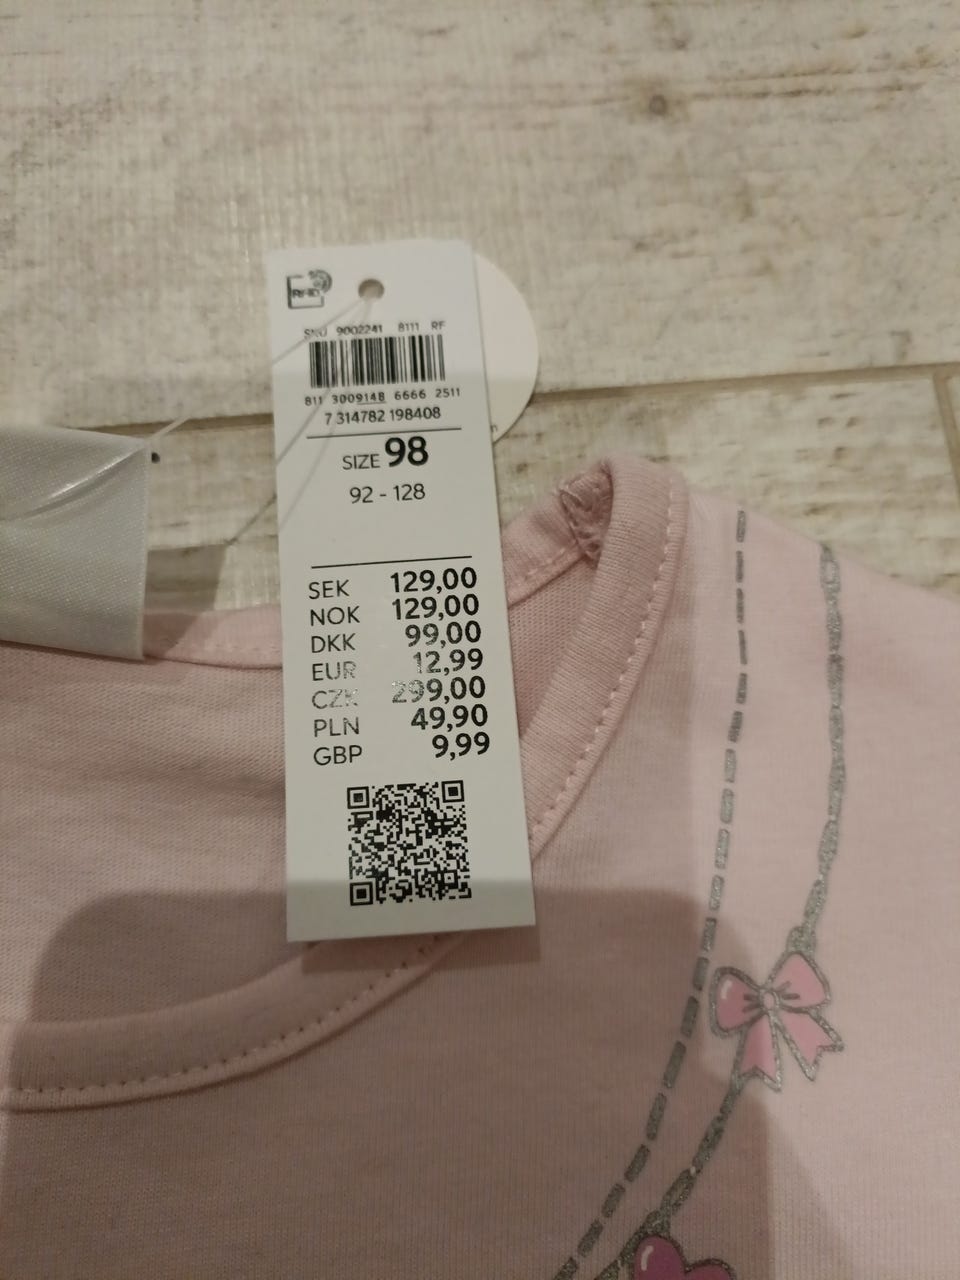 RFID
SKU 9002241 8111 RF
811 3009148 6666 2511
7 314782 198408
SIZE 98
92 - 128
SEK 129,00
NOK 129,00
DKK 99,00
EUR 12,99
CZK 299,00
PLN 49,90
GBP 9,99